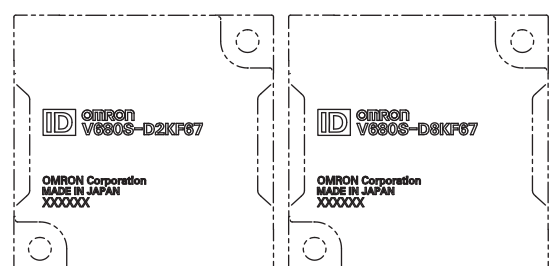 ID OMRON
V680S-D2KF67
OMRON Corporation
MADE IN JAPAN
XXXXXX
ID OMRON
V680S-D8KF67
OMRON Corporation
MADE IN JAPAN
XXXXXX